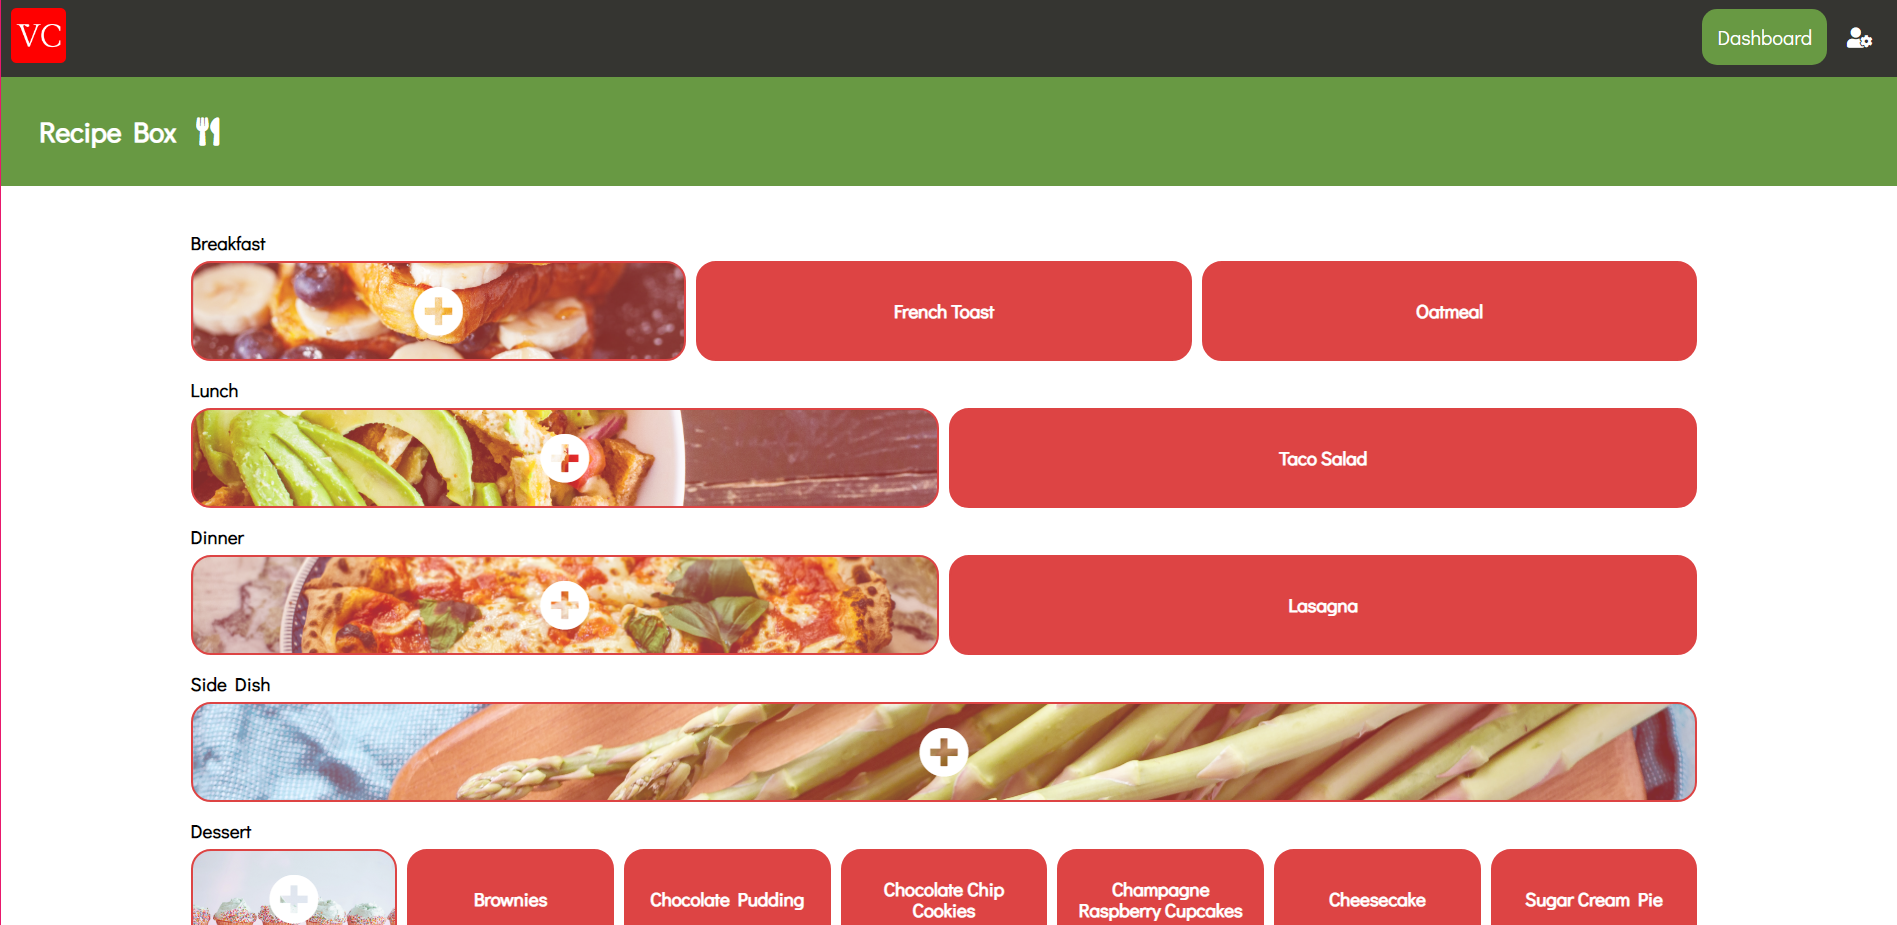 VC
Dashboard
Recipe Box
Breakfast
French Toast
Oatmeal
Lunch
Taco Salad
Dinner
Lasagna
Side Dish
Dessert
Brownies
Chocolate Pudding
Chocolate Chip
Cookies
Champagne
Raspberry Cupcakes
Cheesecake
Sugar Cream Pie